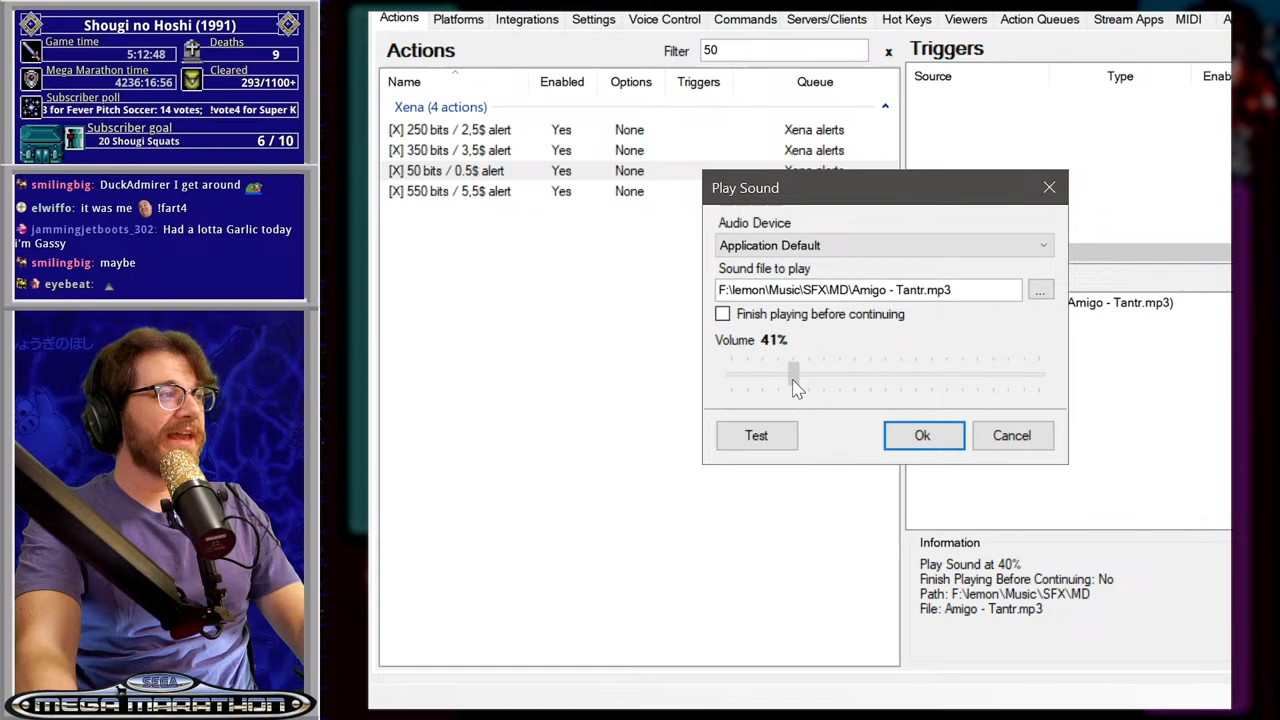 Shougi no Hoshi (1991)
Game time
5:12:48
Deaths
9
Mega Marathon time
4236:16:56
Cleared
293/1100+
Subscriber poll
3 for Fever Pitch Soccer: 14 votes; !vote4 for Super K
Subscriber goal
20 Shougi Squats
6 / 10
smilingbig: DuckAdmirer I get around
elwiffo: it was me !fart4
jammingjetboots_302: Had a lotta Garlic today
i'm Gassy
smilingbig: maybe
eyebeat:
しょうぎのほし
SEGA
MEGA MARATHON
Actions Platforms Integrations Settings Voice Control Commands Servers/Clients Hot Keys Viewers Action Queues Stream Apps MIDI
Actions
Filter 50 x
Triggers
Name Enabled Options Triggers Queue
Source Type Enab
Xena (4 actions)
[X] 250 bits / 2,5$ alert Yes None Xena alerts
[X] 350 bits / 3,5$ alert Yes None Xena alerts
[X] 50 bits / 0.5$ alert Yes None Xena alerts
[X] 550 bits / 5,5$ alert Yes None
Play Sound
Audio Device
Application Default
Sound file to play
F:\lemon\Music\SFX\MD\Amigo - Tantr.mp3 ...
Amigo - Tantr.mp3)
Finish playing before continuing
Volume 41%
Test Ok Cancel
Information
Play Sound at 40%
Finish Playing Before Continuing: No
Path: F:\lemon\Music\SFX\MD
File: Amigo - Tantr.mp3